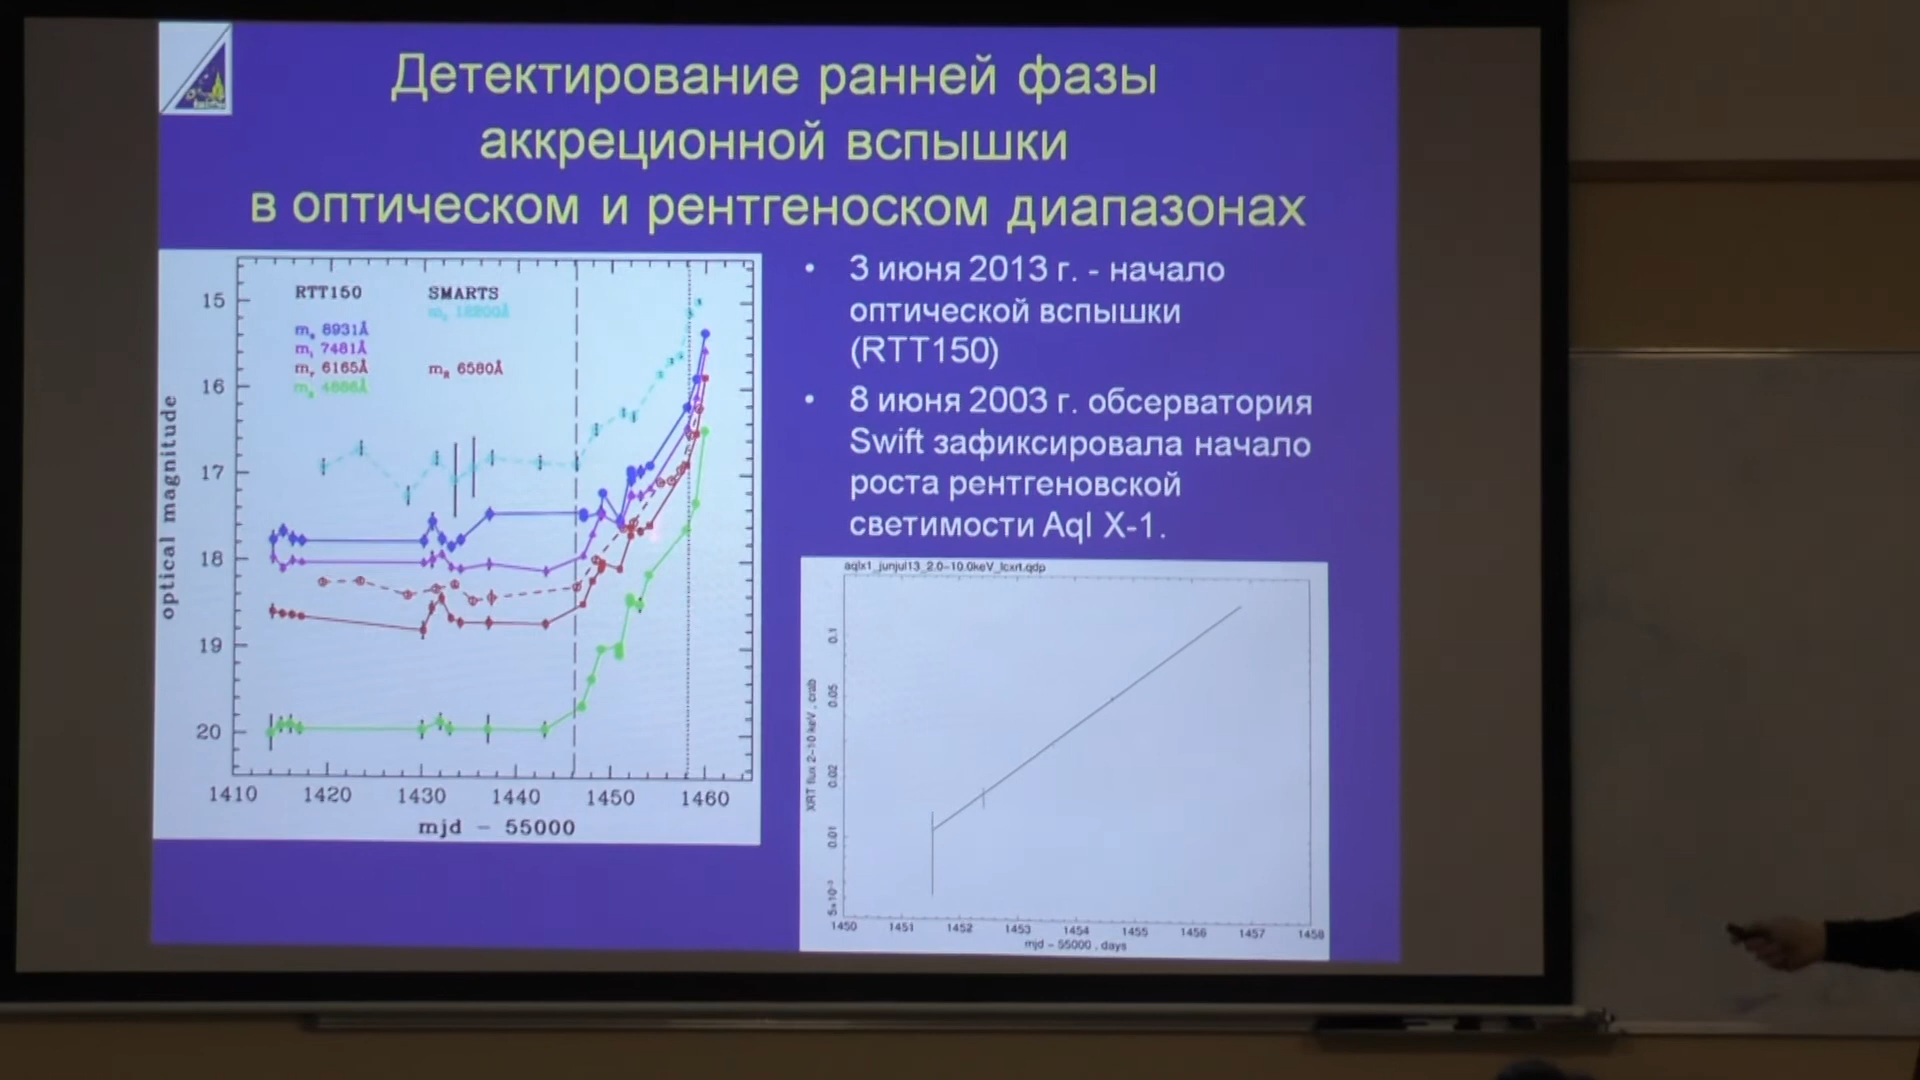 Детектирование ранней фазы
аккреционной вспышки
в оптическом и рентгеноском диапазонах
RTT150
SMARTS
8931Å
7481Å
6165Å
6580Å
optical magnitude
15
16
17
18
19
20
1410 1420 1430 1440 1450 1460
mjd - 55000
• 3 июня 2013 г. - начало
оптической вспышки
(RTT150)
• 8 июня 2003 г. обсерватория
Swift зафиксировала начало
роста рентгеновской
светимости Aql X-1.
aqlx1_junjul13_2.0-10.0keV_lcxrt.qdp
XRT flux 2-10 keV, crab
0.1
0.05
0.02
0.01
5×10⁻³
1450 1451 1452 1453 1454 1455 1456 1457 1458
mjd - 55000, days